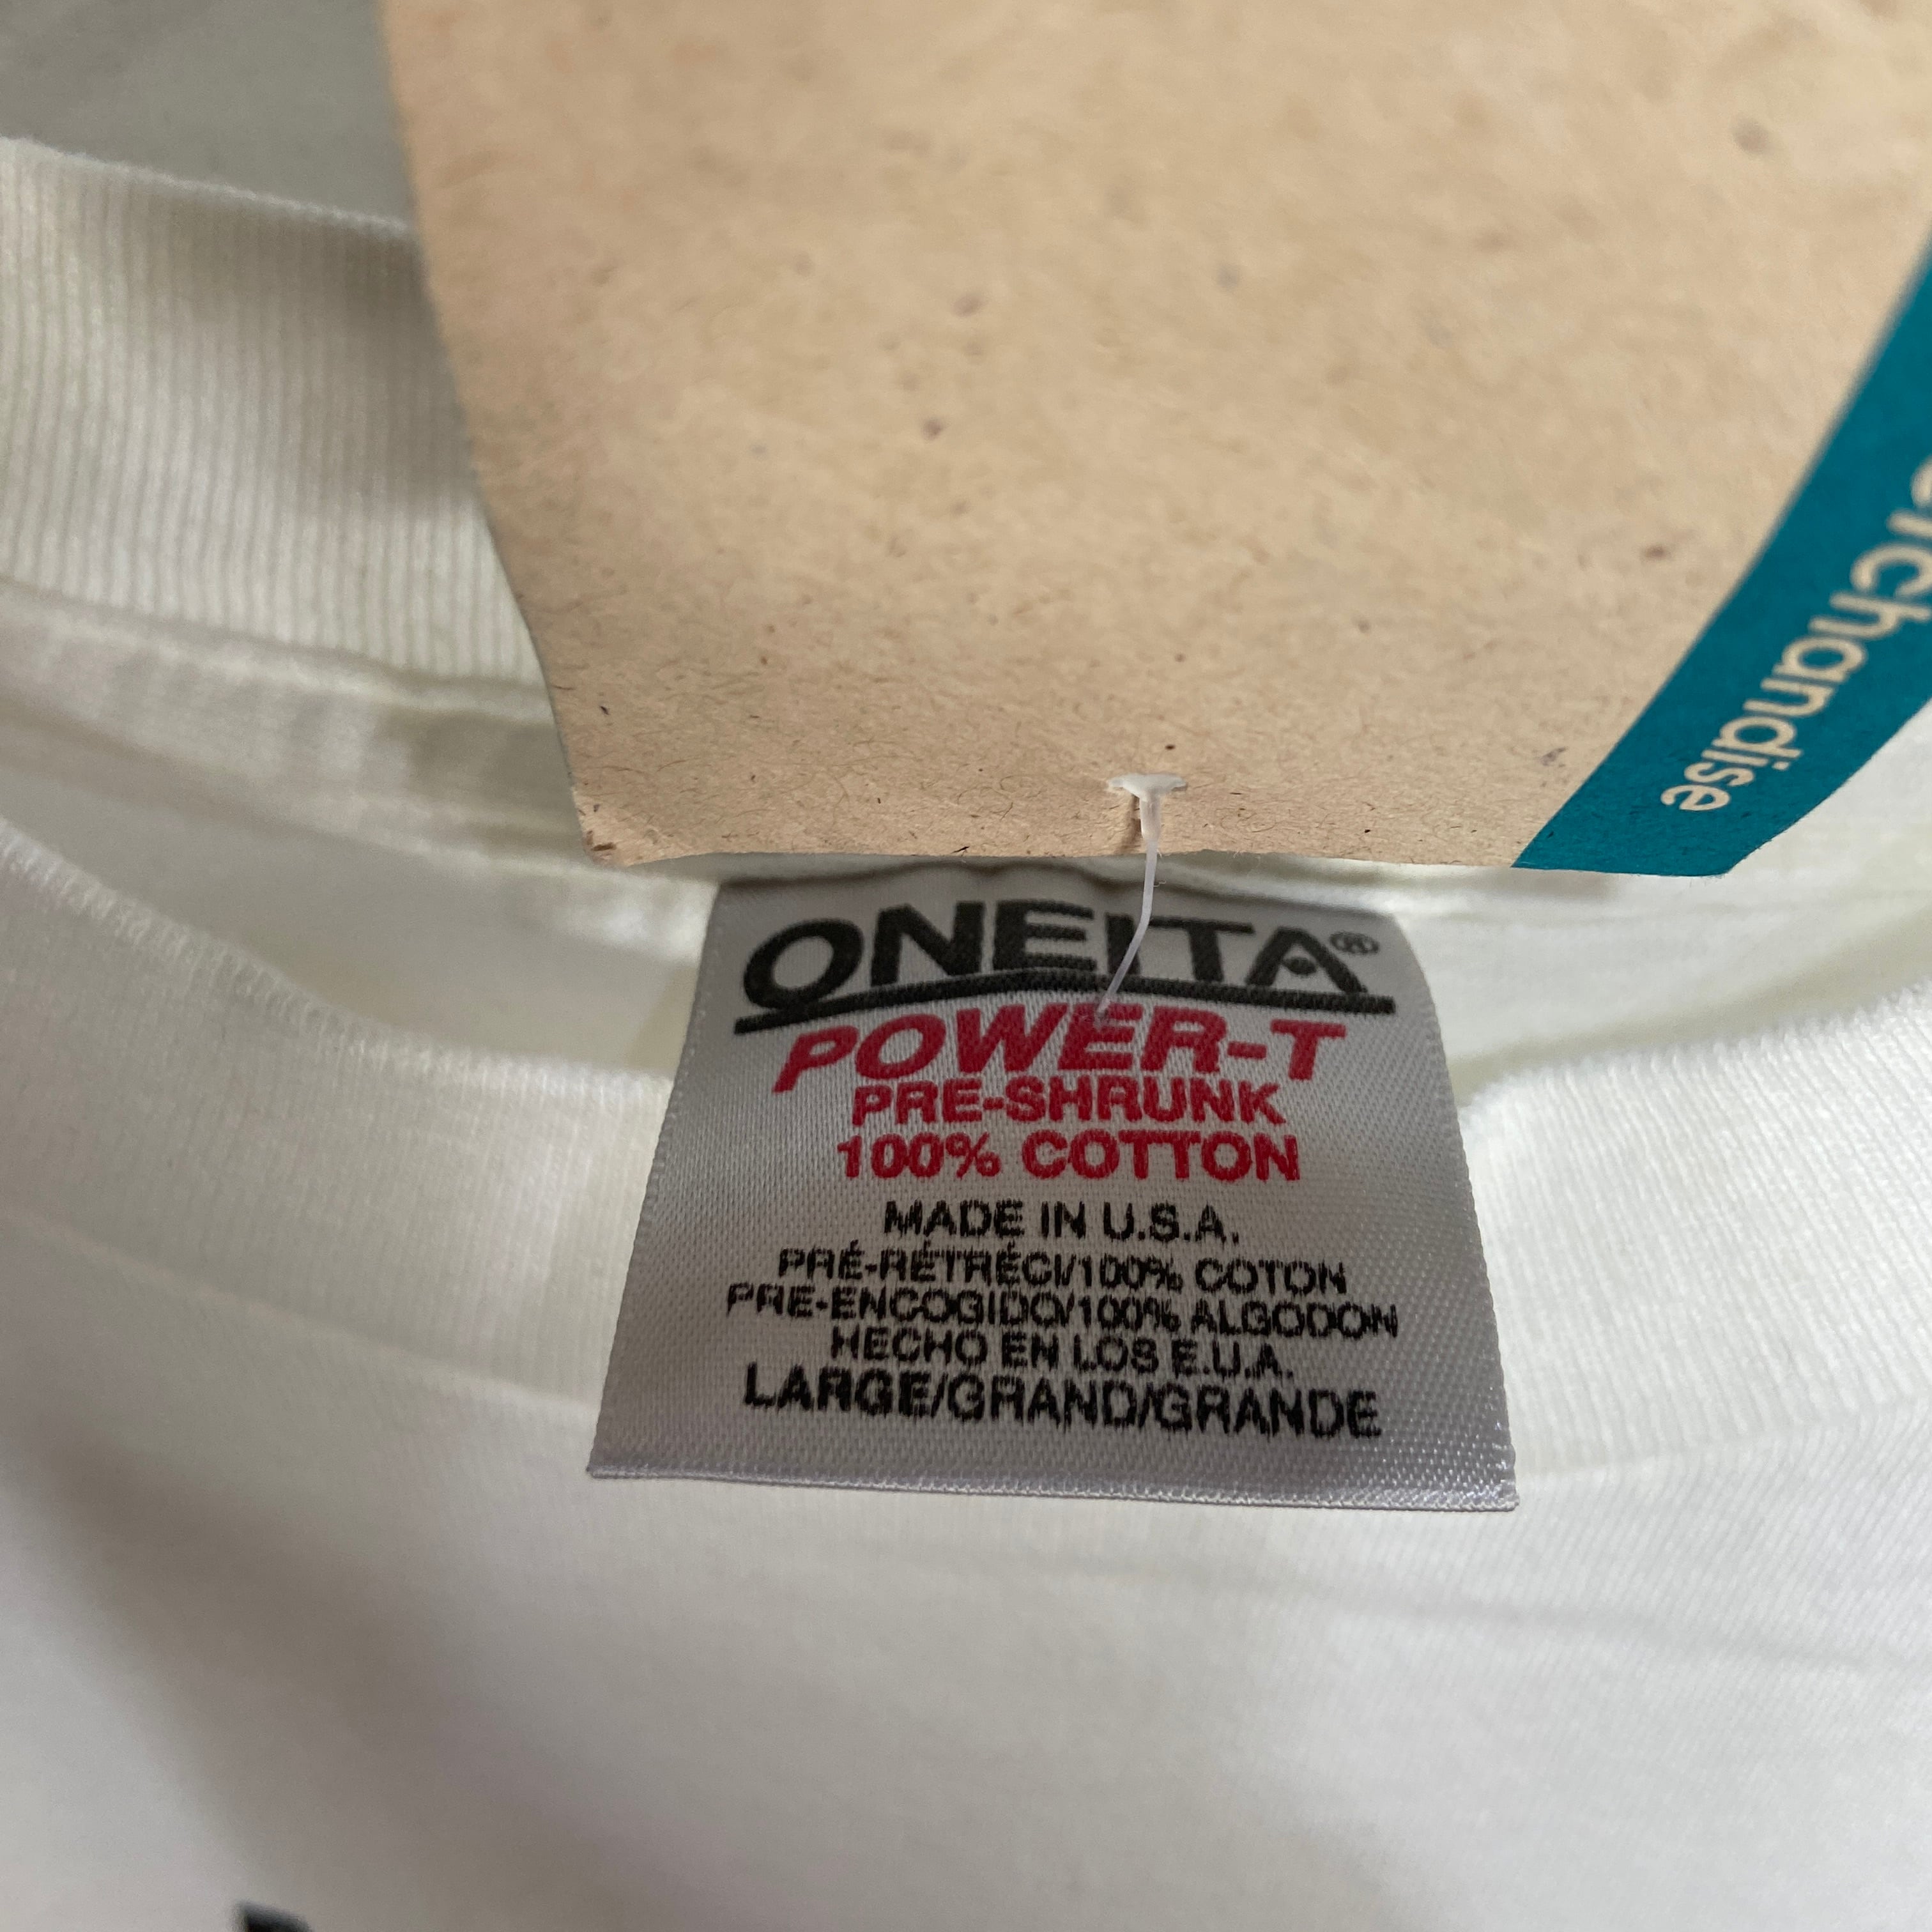 ONEITA®
POWER-T
PRE-SHRUNK
100% COTTON
MADE IN U.S.A.
PRÉ-RÉTRÉCI/100% COTON
PRE-ENCOGIDO/100% ALGODON
HECHO EN LOS E.U.A.
LARGE/GRAND/GRANDE